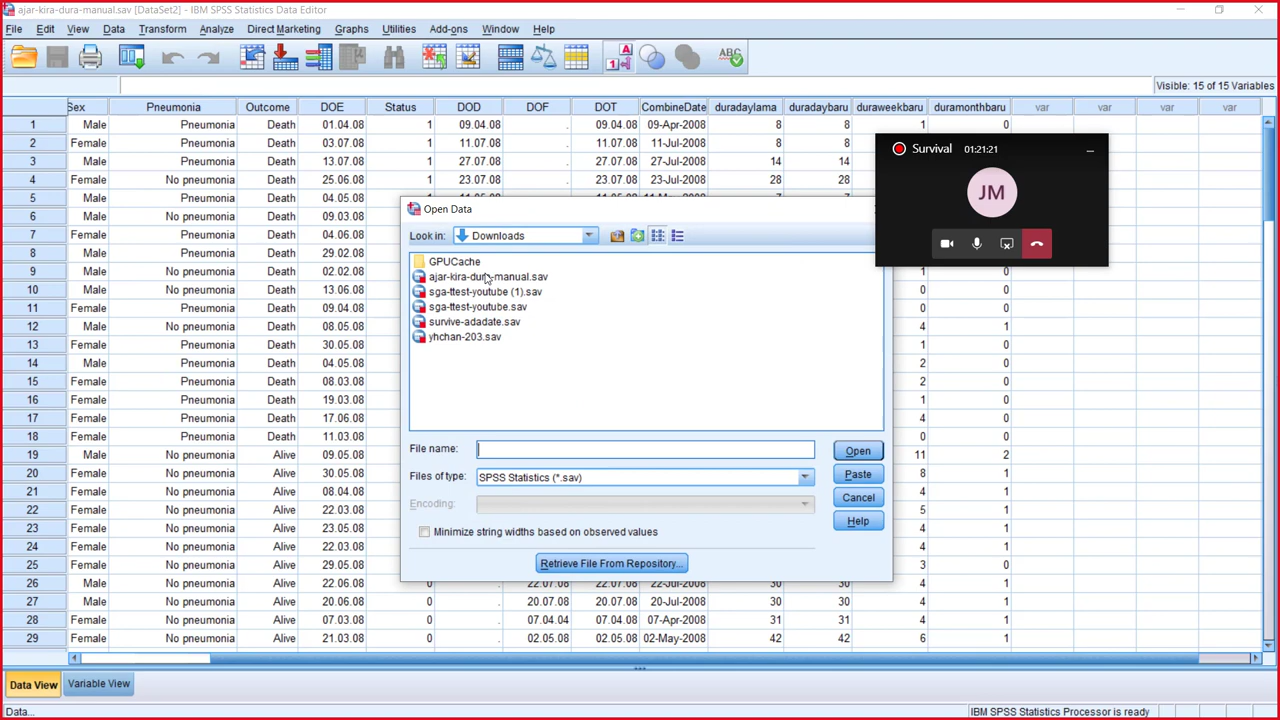 ajar-kira-dura-manual.sav [DataSet2] - IBM SPSS Statistics Data Editor
File Edit View Data Transform Analyze Direct Marketing Graphs Utilities Add-ons Window Help
Visible: 15 of 15 Variables
Sex Pneumonia Outcome DOE Status DOD DOF DOT CombineDate duradaylama duradaybaru duraweekbaru duramonthbaru var var var var
1 Male Pneumonia Death 01.04.08 1 09.04.08 . 09.04.08 09-Apr-2008 8 8 1 0
2 Female Pneumonia Death 03.07.08 1 11.07.08 . 11.07.08 11-Jul-2008 8 8
3 Male Pneumonia Death 13.07.08 1 27.07.08 . 27.07.08 27-Jul-2008 14 14
4 Female No pneumonia Death 25.06.08 1 23.07.08 . 23.07.08 23-Jul-2008 28 28
5 Male Pneumonia Death 04.05.08
6 Male No pneumonia Death 09.03.08
7 Female Pneumonia Death 04.06.08
8 Male Pneumonia Death 29.02.08
9 Male No pneumonia Death 02.02.08 1 0
10 Male No pneumonia Death 13.06.08 1 0
11 Female Pneumonia Death 09.04.08 0 0
12 Male Pneumonia Death 08.05.08 4 1
13 Female Pneumonia Death 30.05.08 4 1
14 Male Pneumonia Death 04.05.08 2 0
15 Female Pneumonia Death 08.03.08 2 0
16 Female Pneumonia Death 19.03.08 1 0
17 Female Pneumonia Death 17.06.08 4 0
18 Female Pneumonia Death 11.03.08 0 0
19 Male No pneumonia Alive 09.05.08 11 2
20 Female No pneumonia Alive 30.05.08 8 1
21 Male No pneumonia Alive 08.04.08 4 1
22 Female No pneumonia Alive 22.03.08 5 1
23 Female No pneumonia Alive 23.05.08 4 1
24 Female No pneumonia Alive 22.03.08 4 1
25 Female No pneumonia Alive 29.05.08 3 0
26 Male No pneumonia Alive 22.06.08 0 . 22.07.08 22.07.08 22-Jul-2008 30 30 4 1
27 Male No pneumonia Alive 20.06.08 0 . 20.07.08 20.07.08 20-Jul-2008 30 30 4 1
28 Female No pneumonia Alive 07.03.08 0 . 07.04.04 07.04.08 07-Apr-2008 31 31 4 1
29 Female No pneumonia Alive 21.03.08 0 . 02.05.08 02.05.08 02-May-2008 42 42 6 1
Survival 01:21:21
JM
Open Data
Look in: Downloads
GPUCache
ajar-kira-dura-manual.sav
sga-ttest-youtube (1).sav
sga-ttest-youtube.sav
survive-adadate.sav
yhchan-203.sav
File name: Open
Files of type: SPSS Statistics (*.sav) Paste
Encoding: Cancel
Help
Minimize string widths based on observed values
Retrieve File From Repository...
Data View Variable View
Data... IBM SPSS Statistics Processor is ready